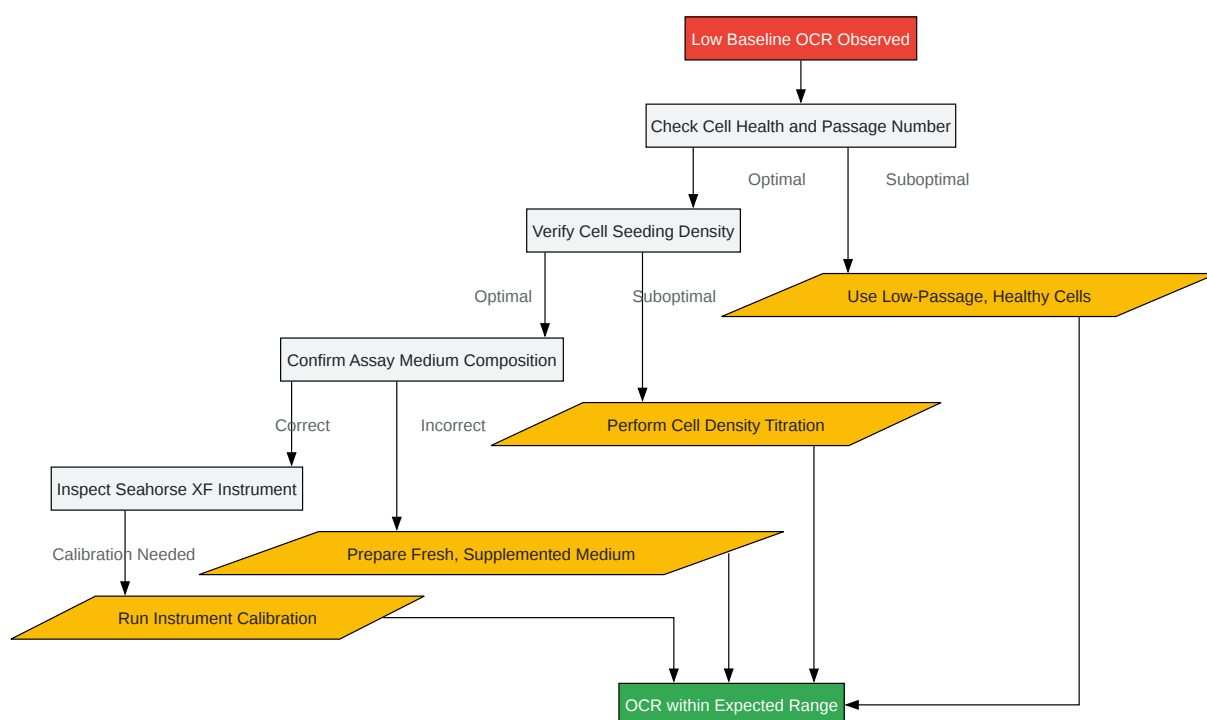 Low Baseline OCR Observed
Check Cell Health and Passage Number
Optimal
Suboptimal
Verify Cell Seeding Density
Optimal
Suboptimal
Use Low-Passage, Healthy Cells
Confirm Assay Medium Composition
Correct
Incorrect
Perform Cell Density Titration
Inspect Seahorse XF Instrument
Calibration Needed
Prepare Fresh, Supplemented Medium
Run Instrument Calibration
OCR within Expected Range